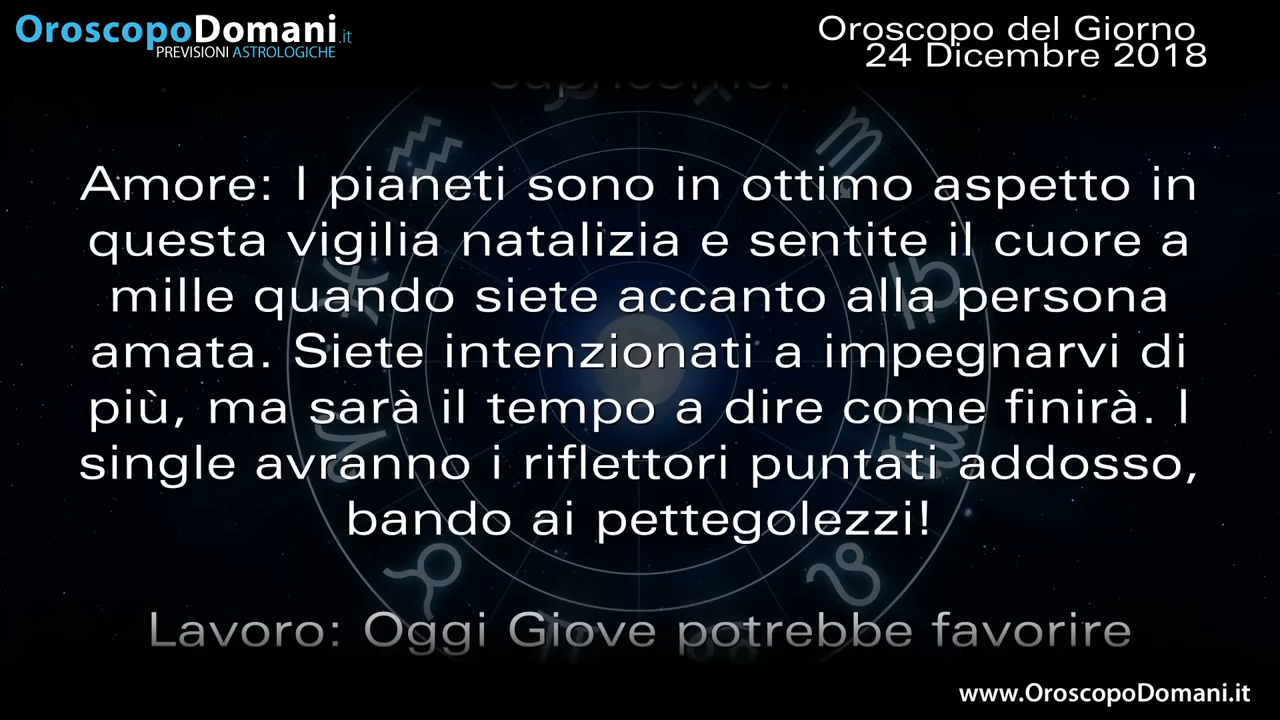 OroscopoDomani.it
PREVISIONI ASTROLOGICHE
Oroscopo del Giorno
24 Dicembre 2018
Capricorno:
Amore: I pianeti sono in ottimo aspetto in
questa vigilia natalizia e sentite il cuore a
mille quando siete accanto alla persona
amata. Siete intenzionati a impegnarvi di
più, ma sarà il tempo a dire come finirà. I
single avranno i riflettori puntati addosso,
bando ai pettegolezzi!
Lavoro: Oggi Giove potrebbe favorire
www.OroscopoDomani.it